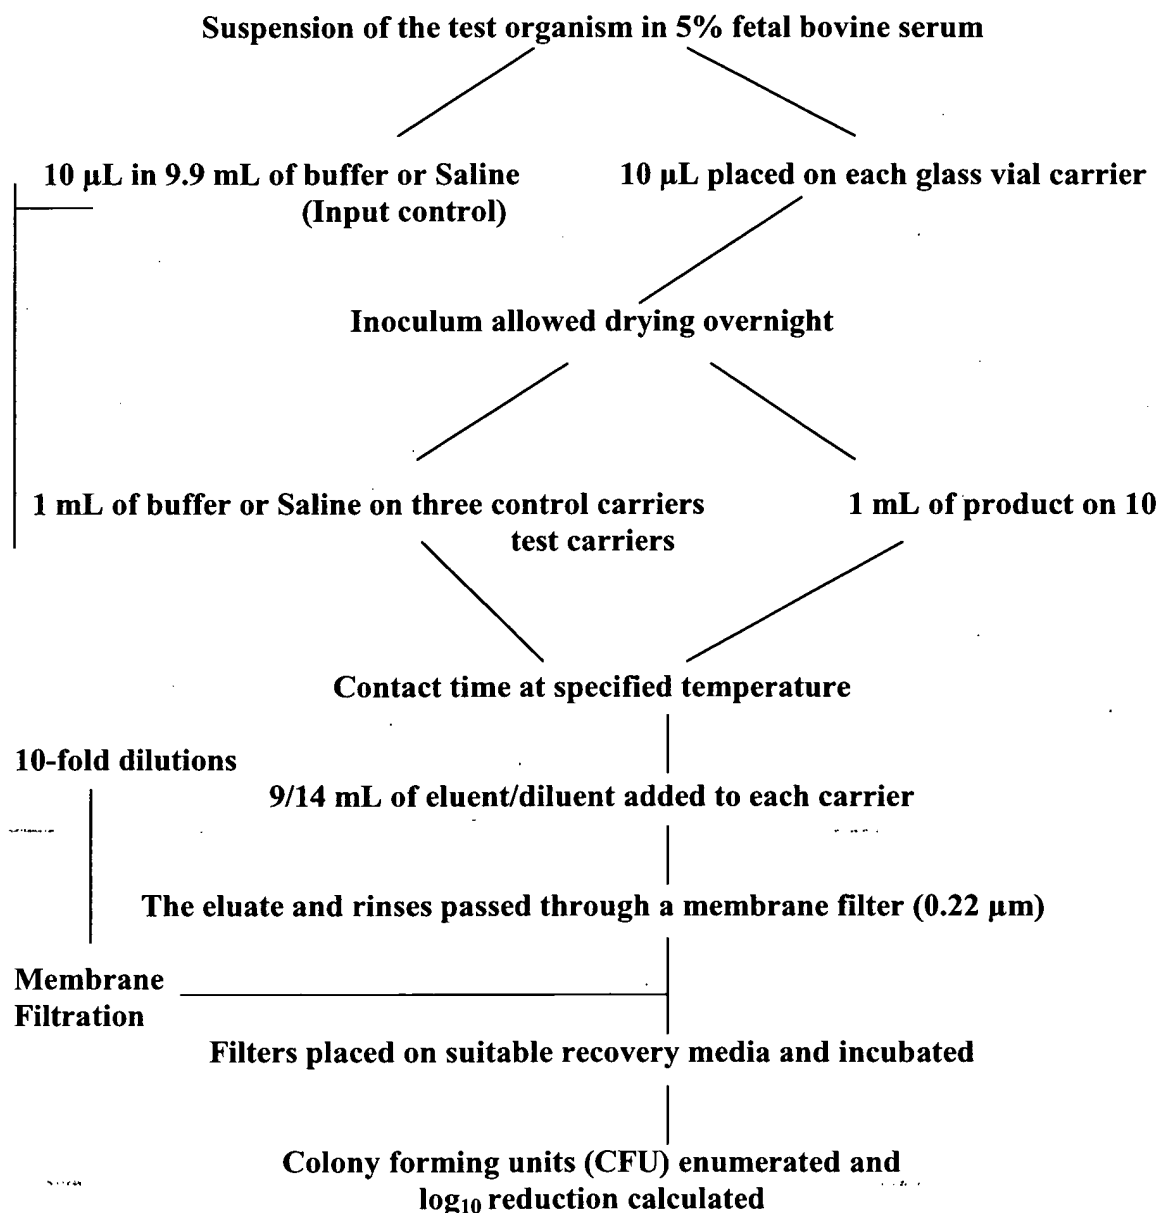 Suspension of the test organism in 5% fetal bovine serum
10 µL in 9.9 mL of buffer or Saline
(Input control)
10 µL placed on each glass vial carrier
Inoculum allowed drying overnight
1 mL of buffer or Saline on three control carriers
1 mL of product on 10
test carriers
Contact time at specified temperature
10-fold dilutions
9/14 mL of eluent/diluent added to each carrier
The eluate and rinses passed through a membrane filter (0.22 µm)
Membrane
Filtration
Filters placed on suitable recovery media and incubated
Colony forming units (CFU) enumerated and
log₁₀ reduction calculated